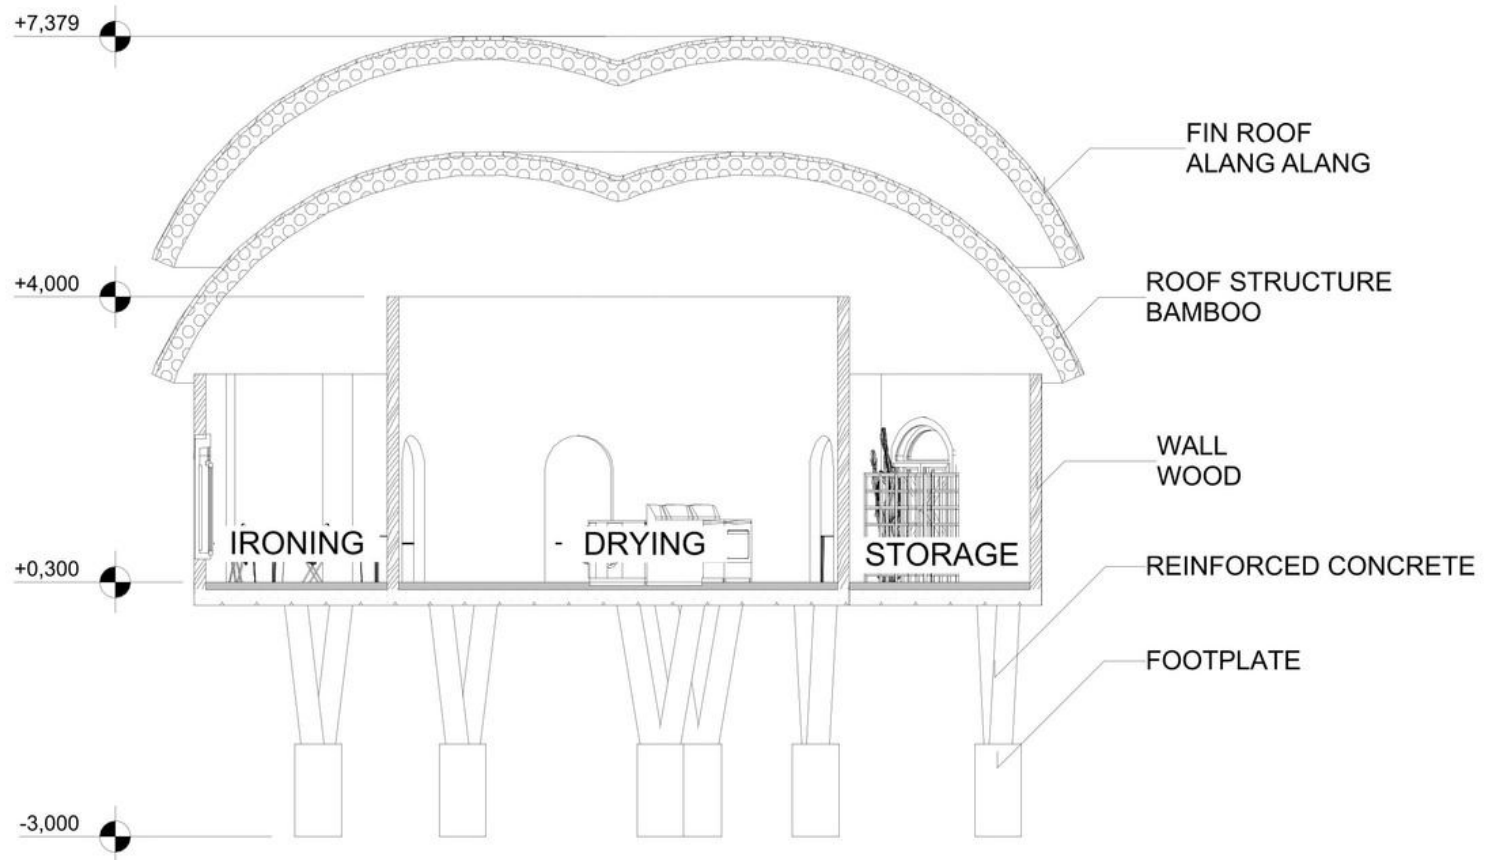 +7,379
FIN ROOF
ALANG ALANG
+4,000
ROOF STRUCTURE
BAMBOO
WALL
WOOD
IRONING
DRYING
STORAGE
+0,300
REINFORCED CONCRETE
FOOTPLATE
-3,000